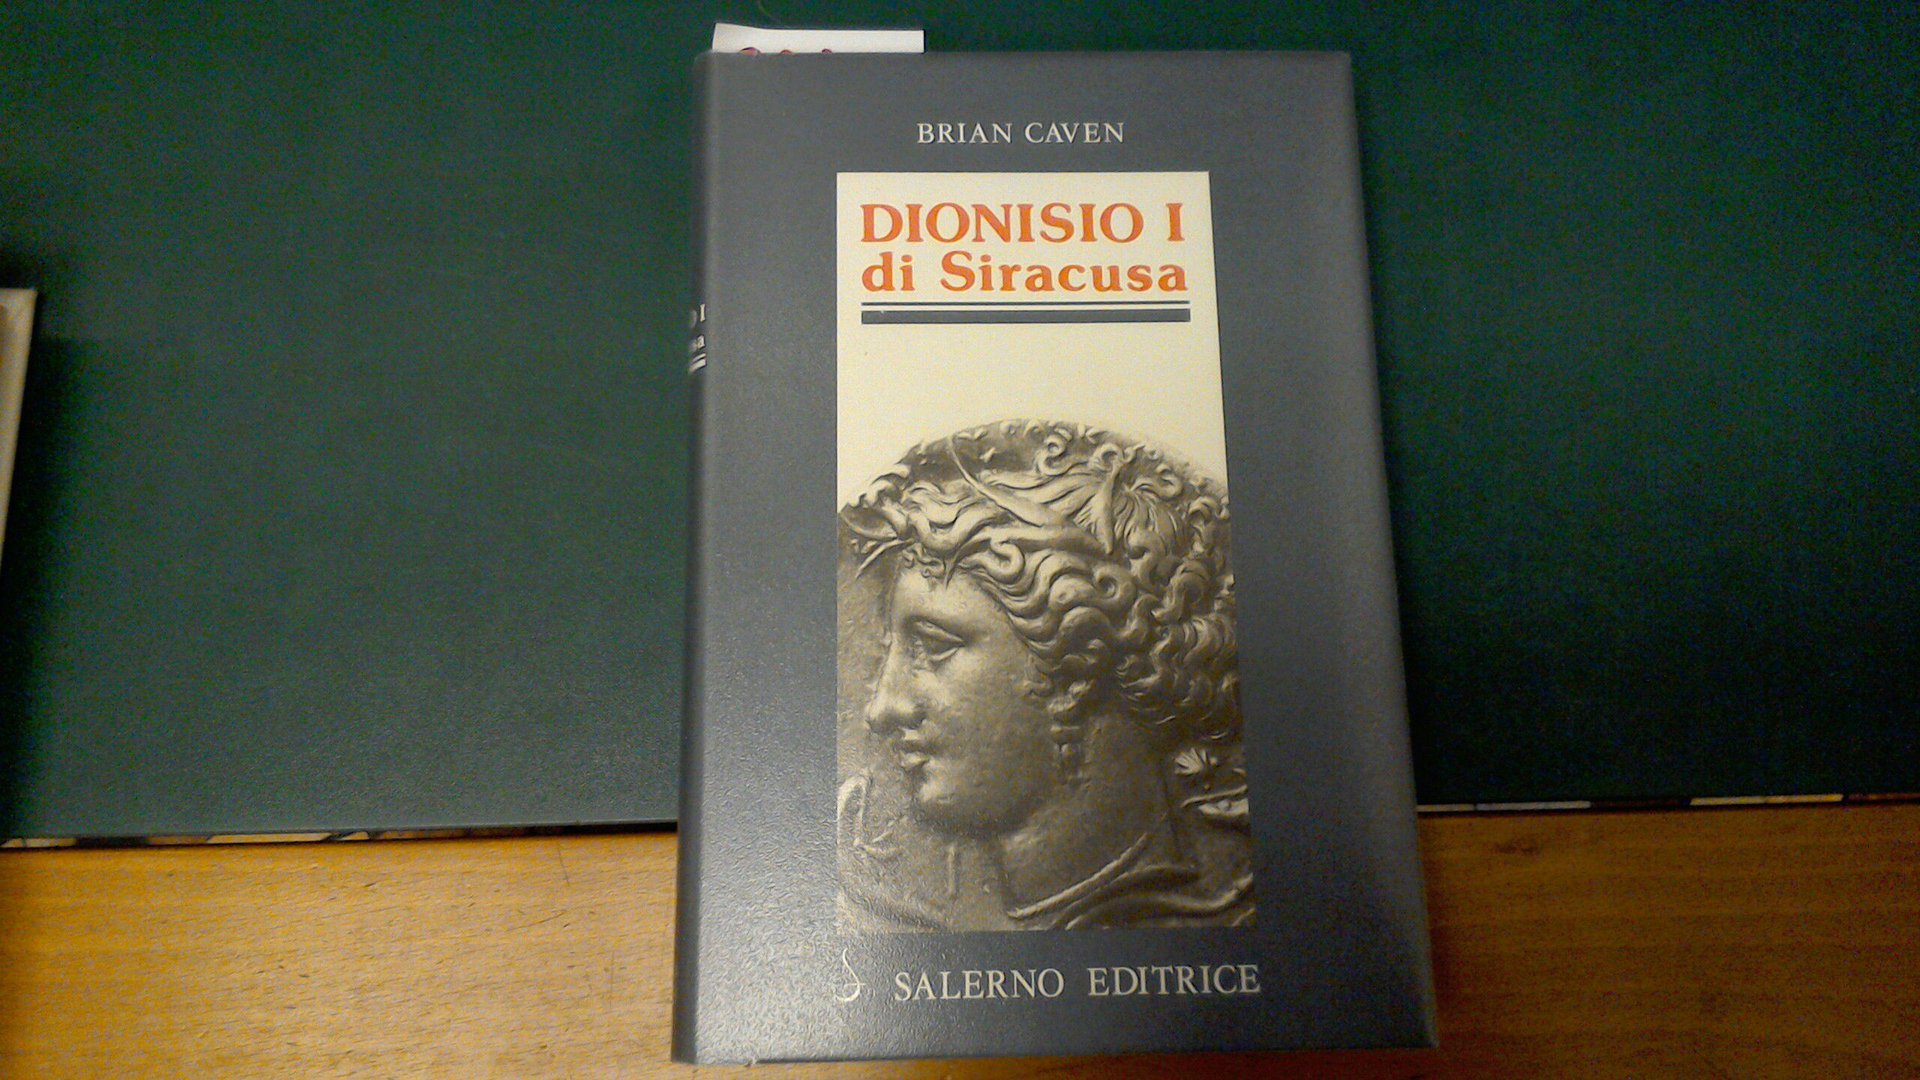 BRIAN CAVEN
DIONISIO I
di Siracusa
SALERNO EDITRICE